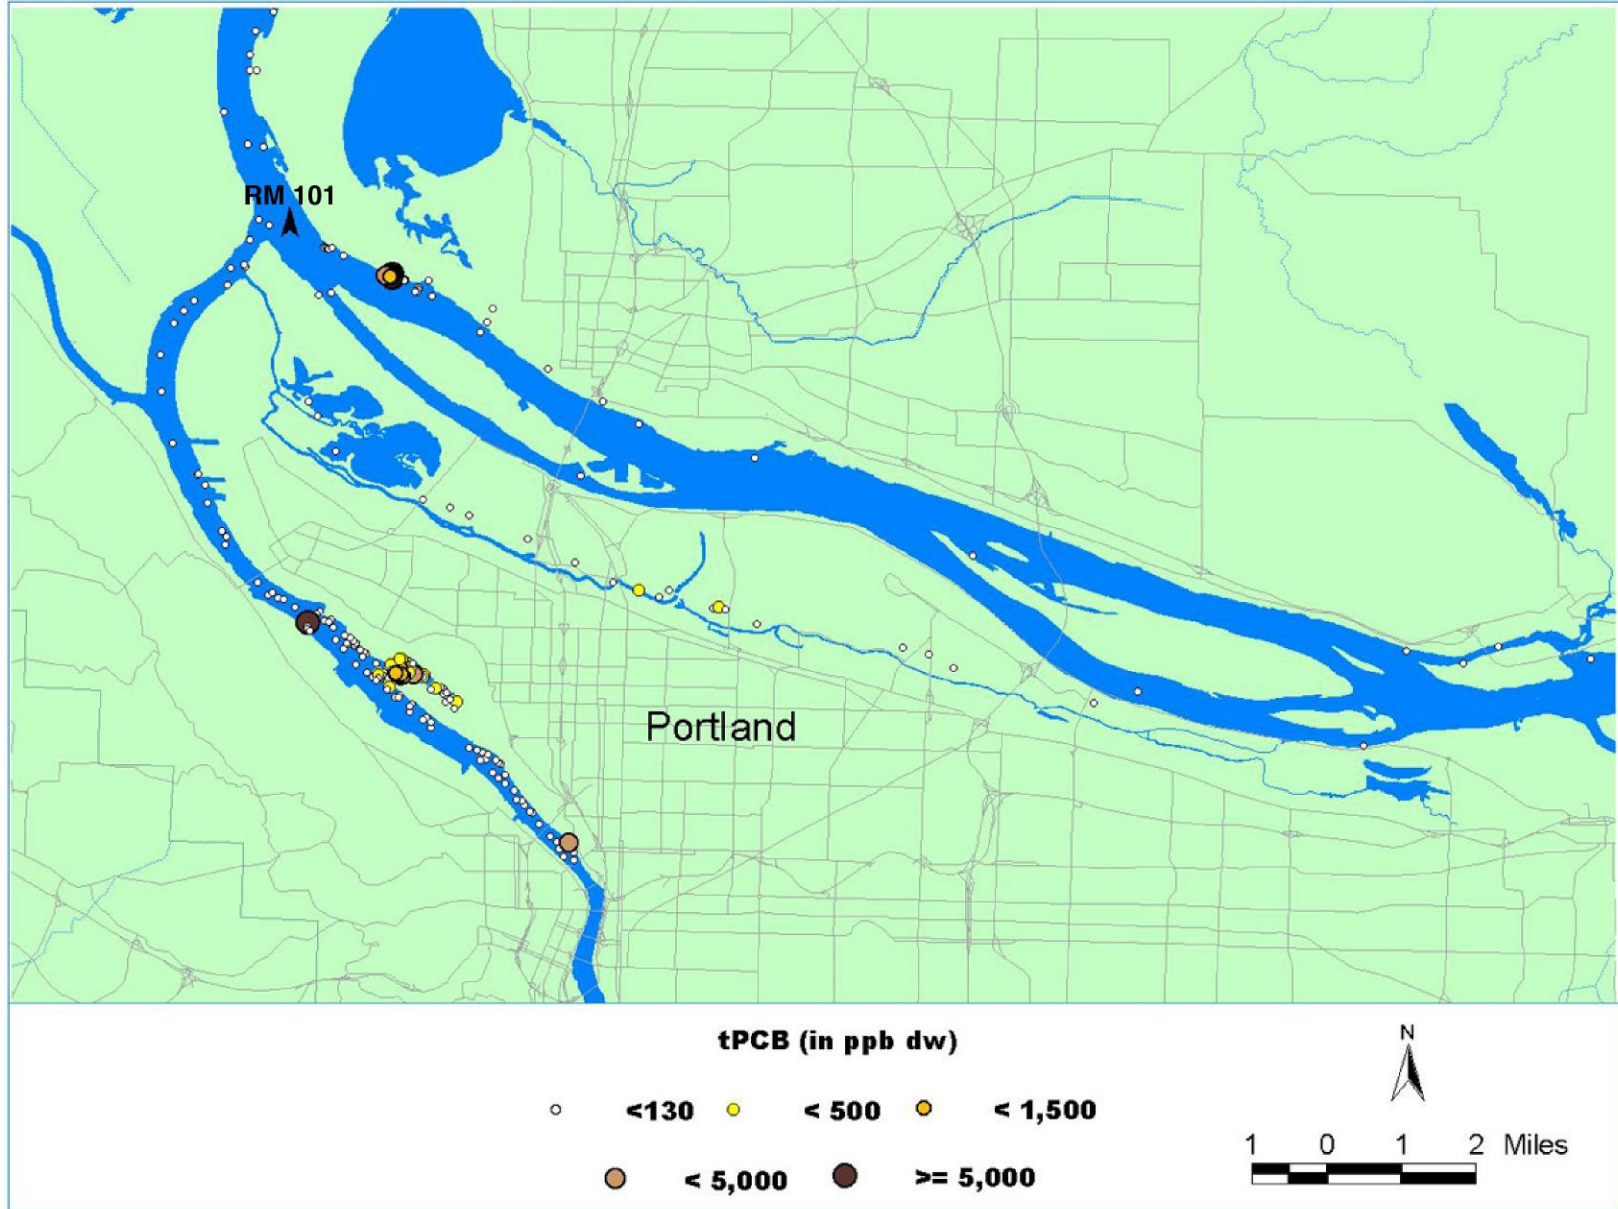 RM 101
Portland
tPCB (in ppb dw)
<130 < 500 < 1,500
< 5,000 >= 5,000
N
1 0 1 2 Miles